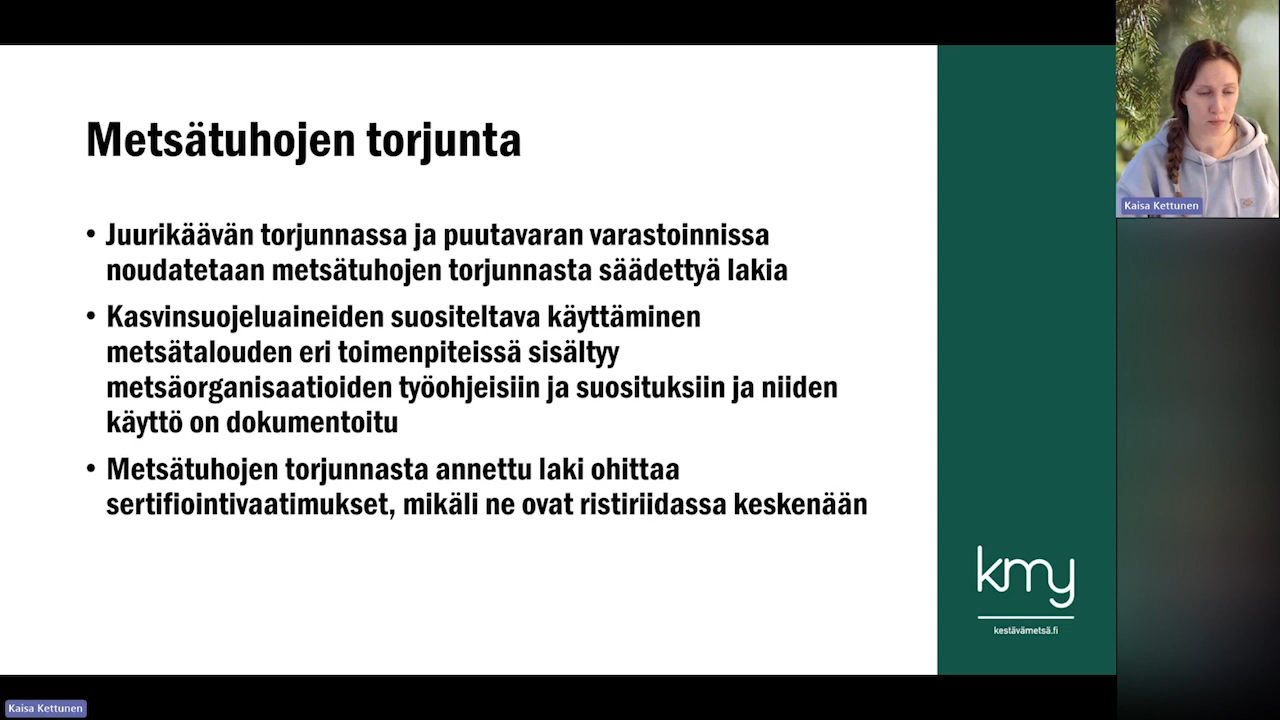 Metsätuhojen torjunta
• Juurikäävän torjunnassa ja puutavaran varastoinnissa
noudatetaan metsätuhojen torjunnasta säädettyä lakia
• Kasvinsuojeluaineiden suositeltava käyttäminen
metsätalouden eri toimenpiteissä sisältyy
metsäorganisaatioiden työohjeisiin ja suosituksiin ja niiden
käyttö on dokumentoitu
• Metsätuhojen torjunnasta annettu laki ohittaa
sertifiointivaatimukset, mikäli ne ovat ristiriidassa keskenään
kmy
kestävämetsä.fi
Kaisa Kettunen
Kaisa Kettunen